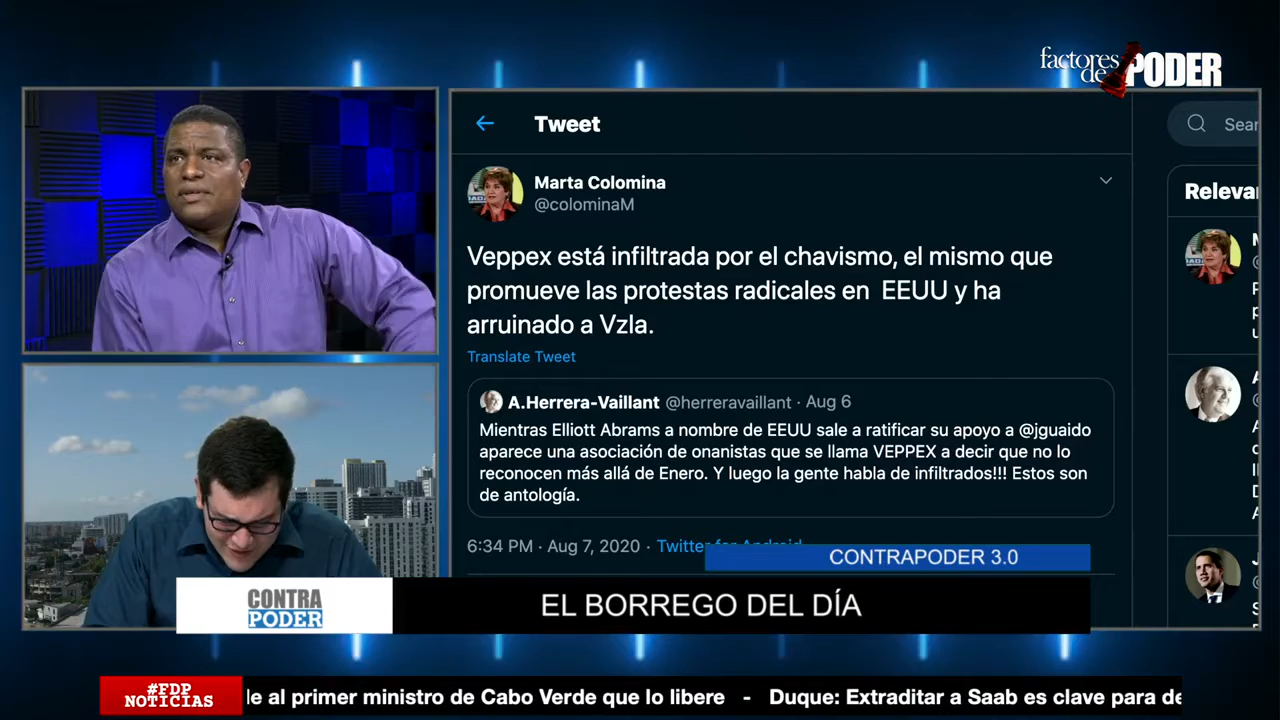 factores
de PODER
Tweet
Sear
Marta Colomina
@colominaM
Relevan
Veppex está infiltrada por el chavismo, el mismo que
promueve las protestas radicales en EEUU y ha
arruinado a Vzla.
Translate Tweet
A.Herrera-Vaillant @herreravaillant · Aug 6
Mientras Elliott Abrams a nombre de EEUU sale a ratificar su apoyo a @jguaido
aparece una asociación de onanistas que se llama VEPPEX a decir que no lo
reconocen más allá de Enero. Y luego la gente habla de infiltrados!!! Estos son
de antología.
6:34 PM · Aug 7, 2020 · Twitter for Android
CONTRAPODER 3.0
CONTRA
PODER
EL BORREGO DEL DÍA
#FDP
NOTICIAS
le al primer ministro de Cabo Verde que lo libere - Duque: Extraditar a Saab es clave para de